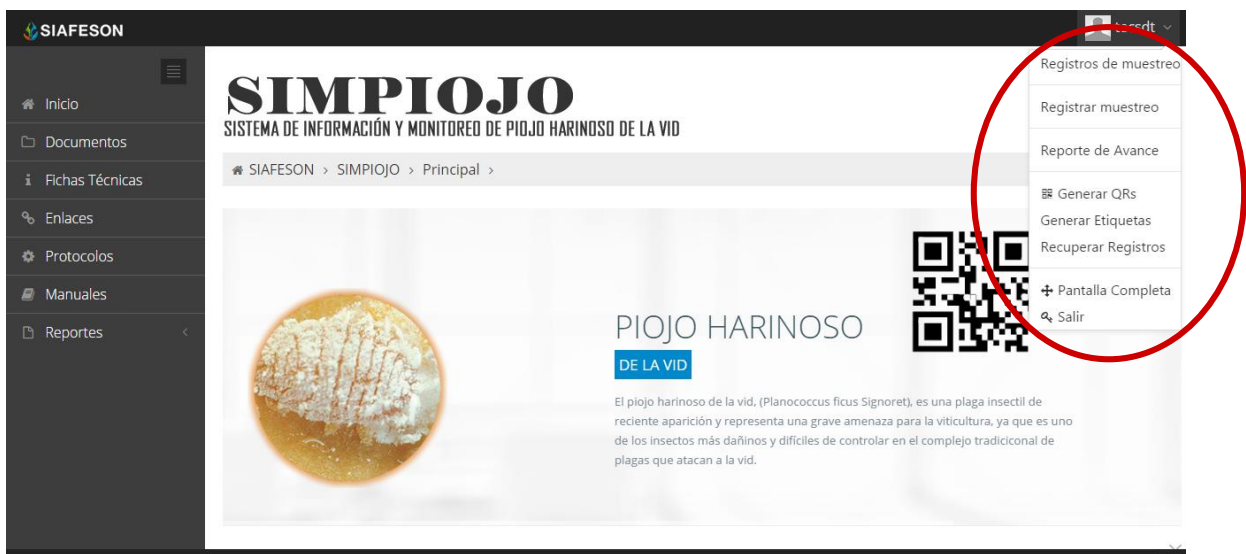 SIAFESON
Inicio
Documentos
Fichas Técnicas
Enlaces
Protocolos
Manuales
Reportes
SIMPIOJO
SISTEMA DE INFORMACIÓN Y MONITOREO DE PIOJO HARINOSO DE LA VID
SIAFESON > SIMPIOJO > Principal >
PIOJO HARINOSO
DE LA VID
El piojo harinoso de la vid, (Planococcus ficus Signoret), es una plaga insectil de
reciente aparición y representa una grave amenaza para la viticultura, ya que es uno
de los insectos más dañinos y difíciles de controlar en el complejo tradiciconal de
plagas que atacan a la vid.
Registros de muestreo
Registrar muestreo
Reporte de Avance
Generar QRs
Generar Etiquetas
Recuperar Registros
Pantalla Completa
Salir